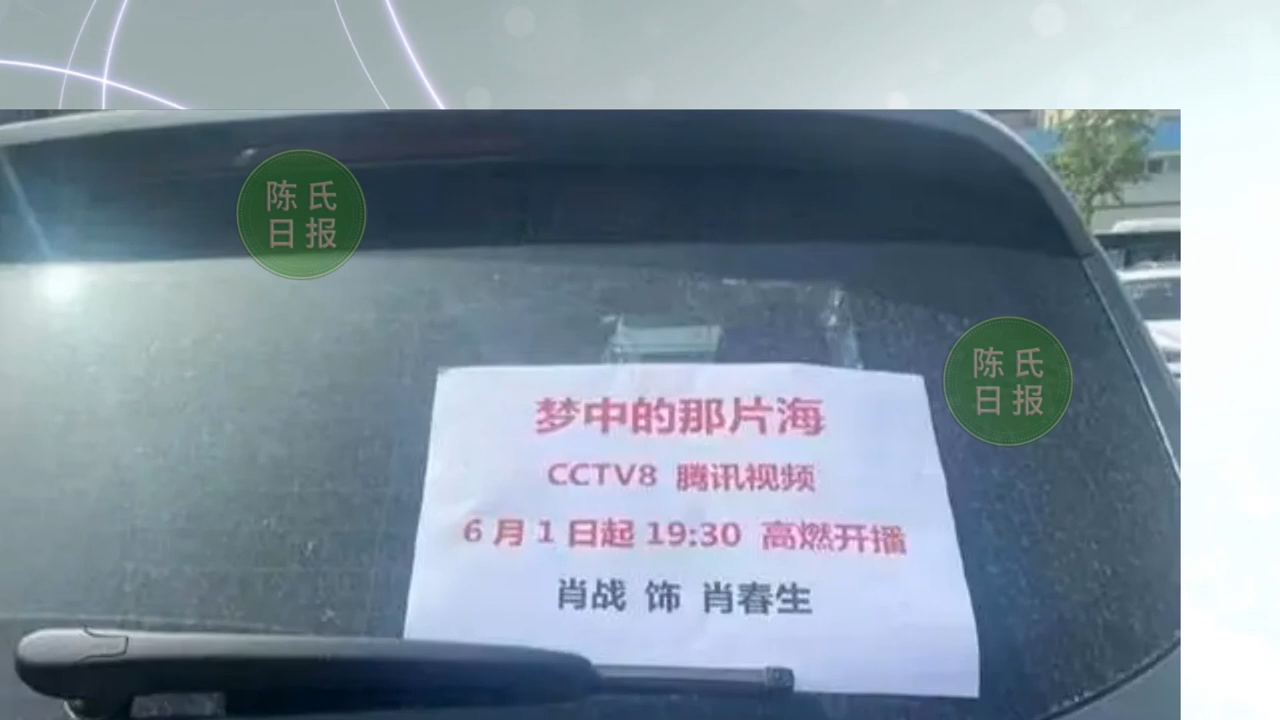 陈氏
日报
陈氏
日报
梦中的那片海
CCTV8 腾讯视频
6月1日起 19:30 高燃开播
肖战 饰 肖春生